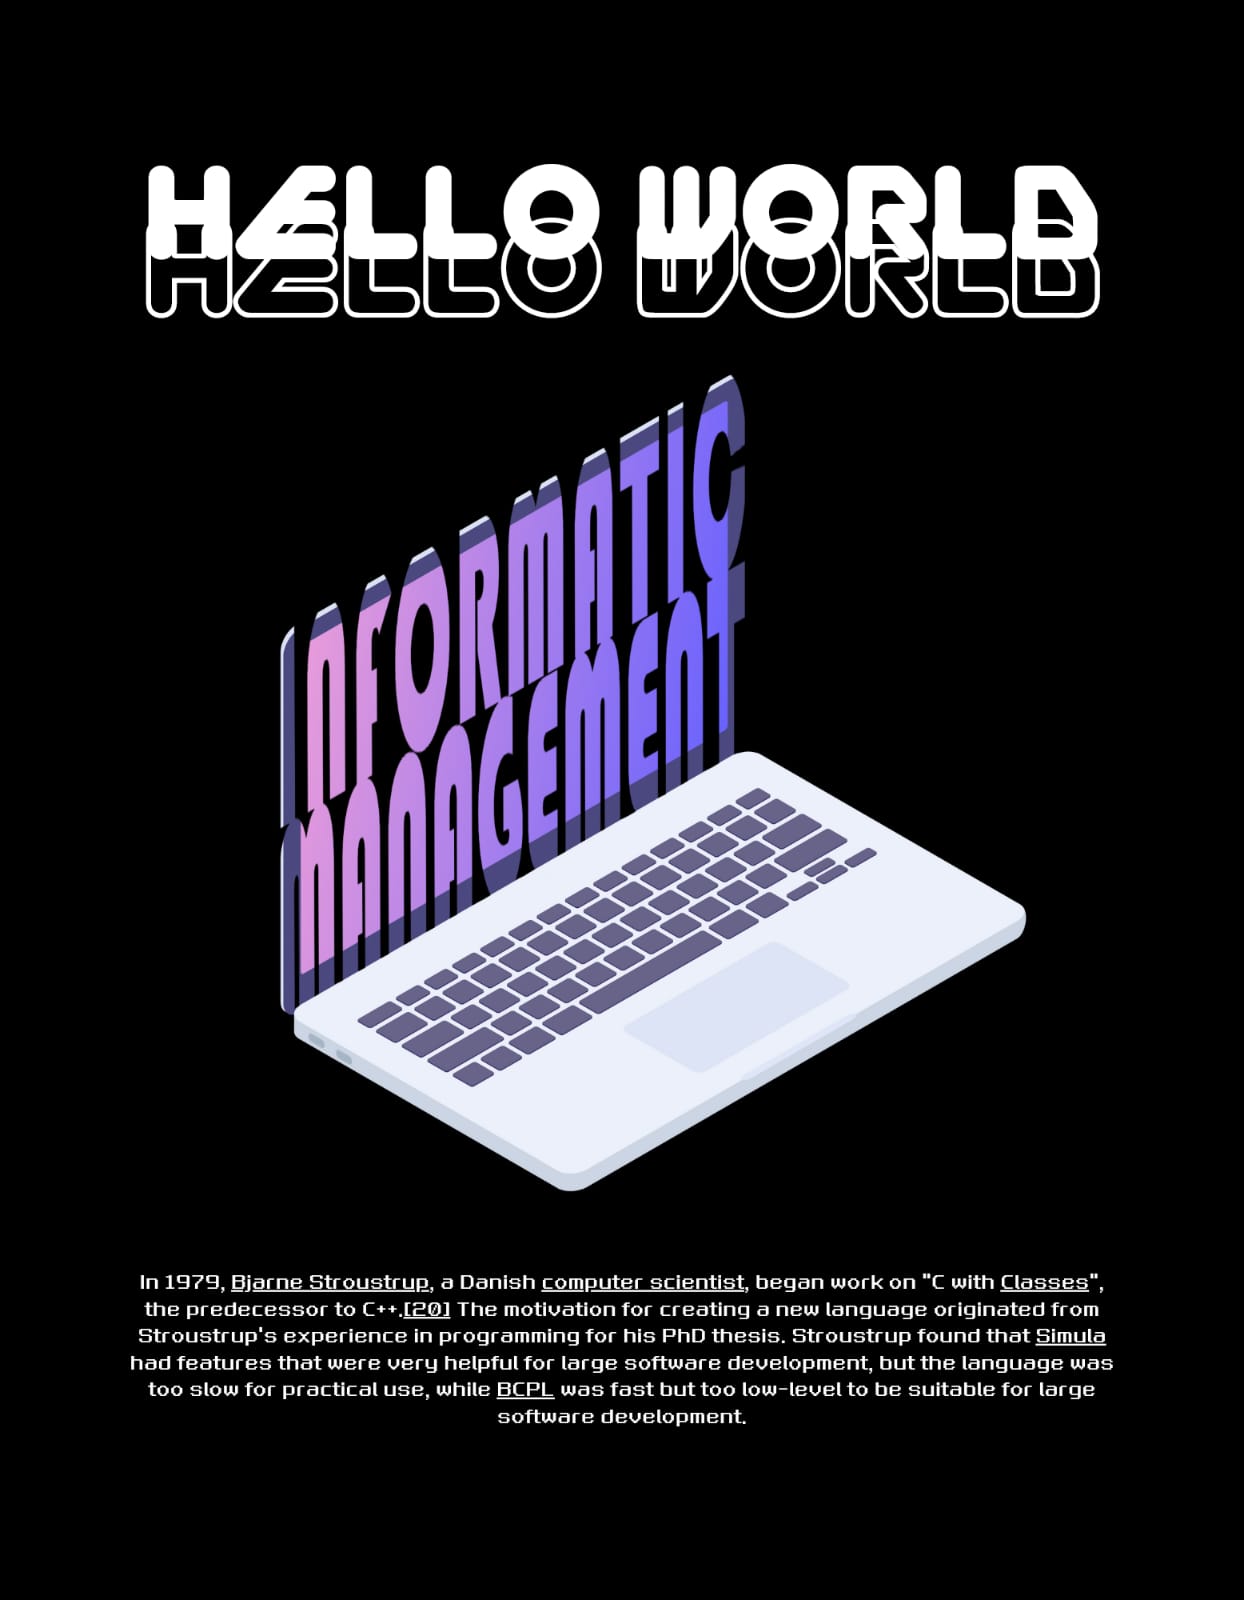 HELLO WORLD
HELLO WORLD
INFORMATIC
MANAGEMENT
In 1979, Bjarne Stroustrup, a Danish computer scientist, began work on "C with Classes",
the predecessor to C++.[20] The motivation for creating a new language originated from
Stroustrup's experience in programming for his PhD thesis. Stroustrup found that Simula
had features that were very helpful for large software development, but the language was
too slow for practical use, while BCPL was fast but too low-level to be suitable for large
software development.